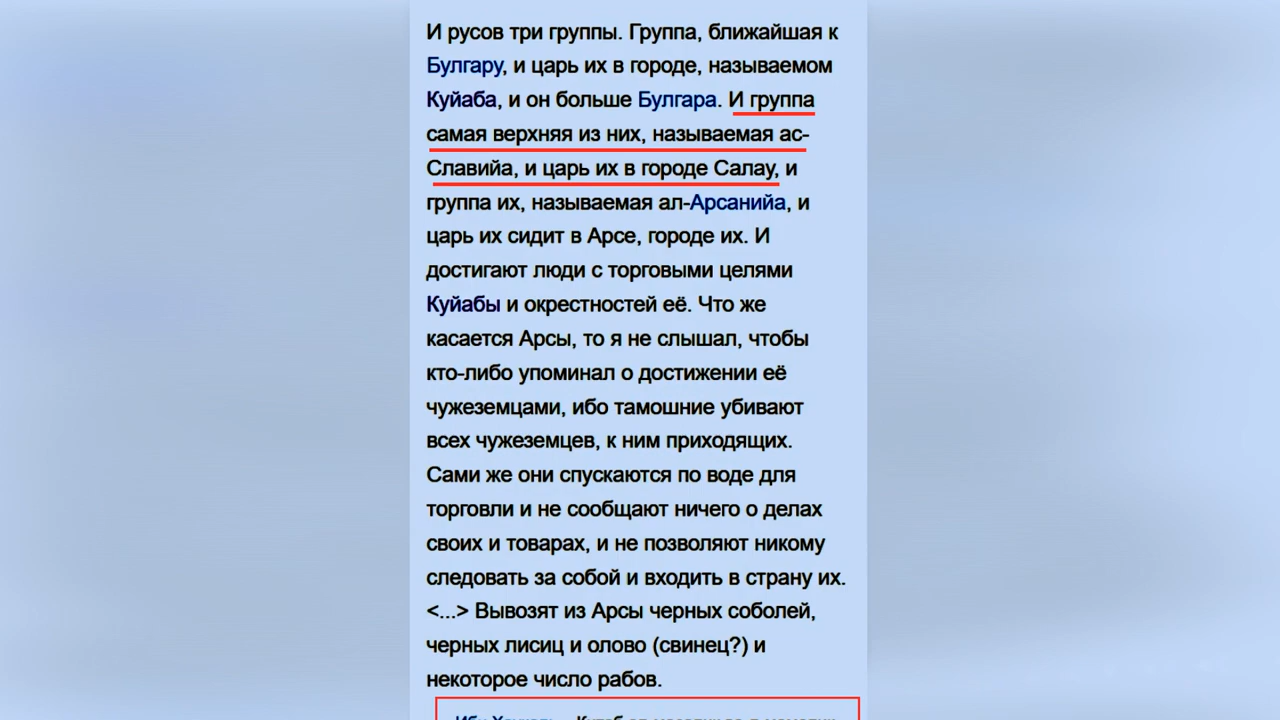 И русов три группы. Группа, ближайшая к
Булгару, и царь их в городе, называемом
Куйаба, и он больше Булгара. И группа
самая верхняя из них, называемая ас-
Славийа, и царь их в городе Салау, и
группа их, называемая ал-Арсанийа, и
царь их сидит в Арсе, городе их. И
достигают люди с торговыми целями
Куйабы и окрестностей её. Что же
касается Арсы, то я не слышал, чтобы
кто-либо упоминал о достижении её
чужеземцами, ибо тамошние убивают
всех чужеземцев, к ним приходящих.
Сами же они спускаются по воде для
торговли и не сообщают ничего о делах
своих и товарах, и не позволяют никому
следовать за собой и входить в страну их.
<...> Вывозят из Арсы черных соболей,
черных лисиц и олово (свинец?) и
некоторое число рабов.